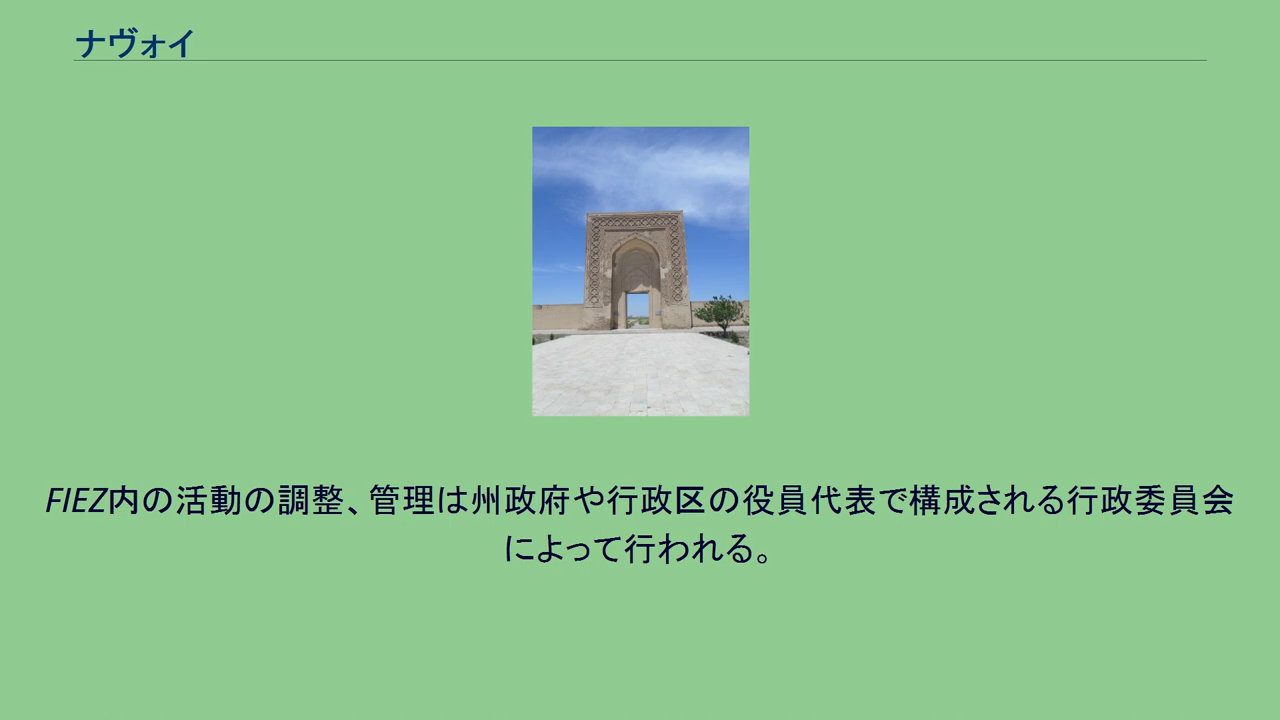 ナヴォイ
FIEZ内の活動の調整、管理は州政府や行政区の役員代表で構成される行政委員会
によって行われる。